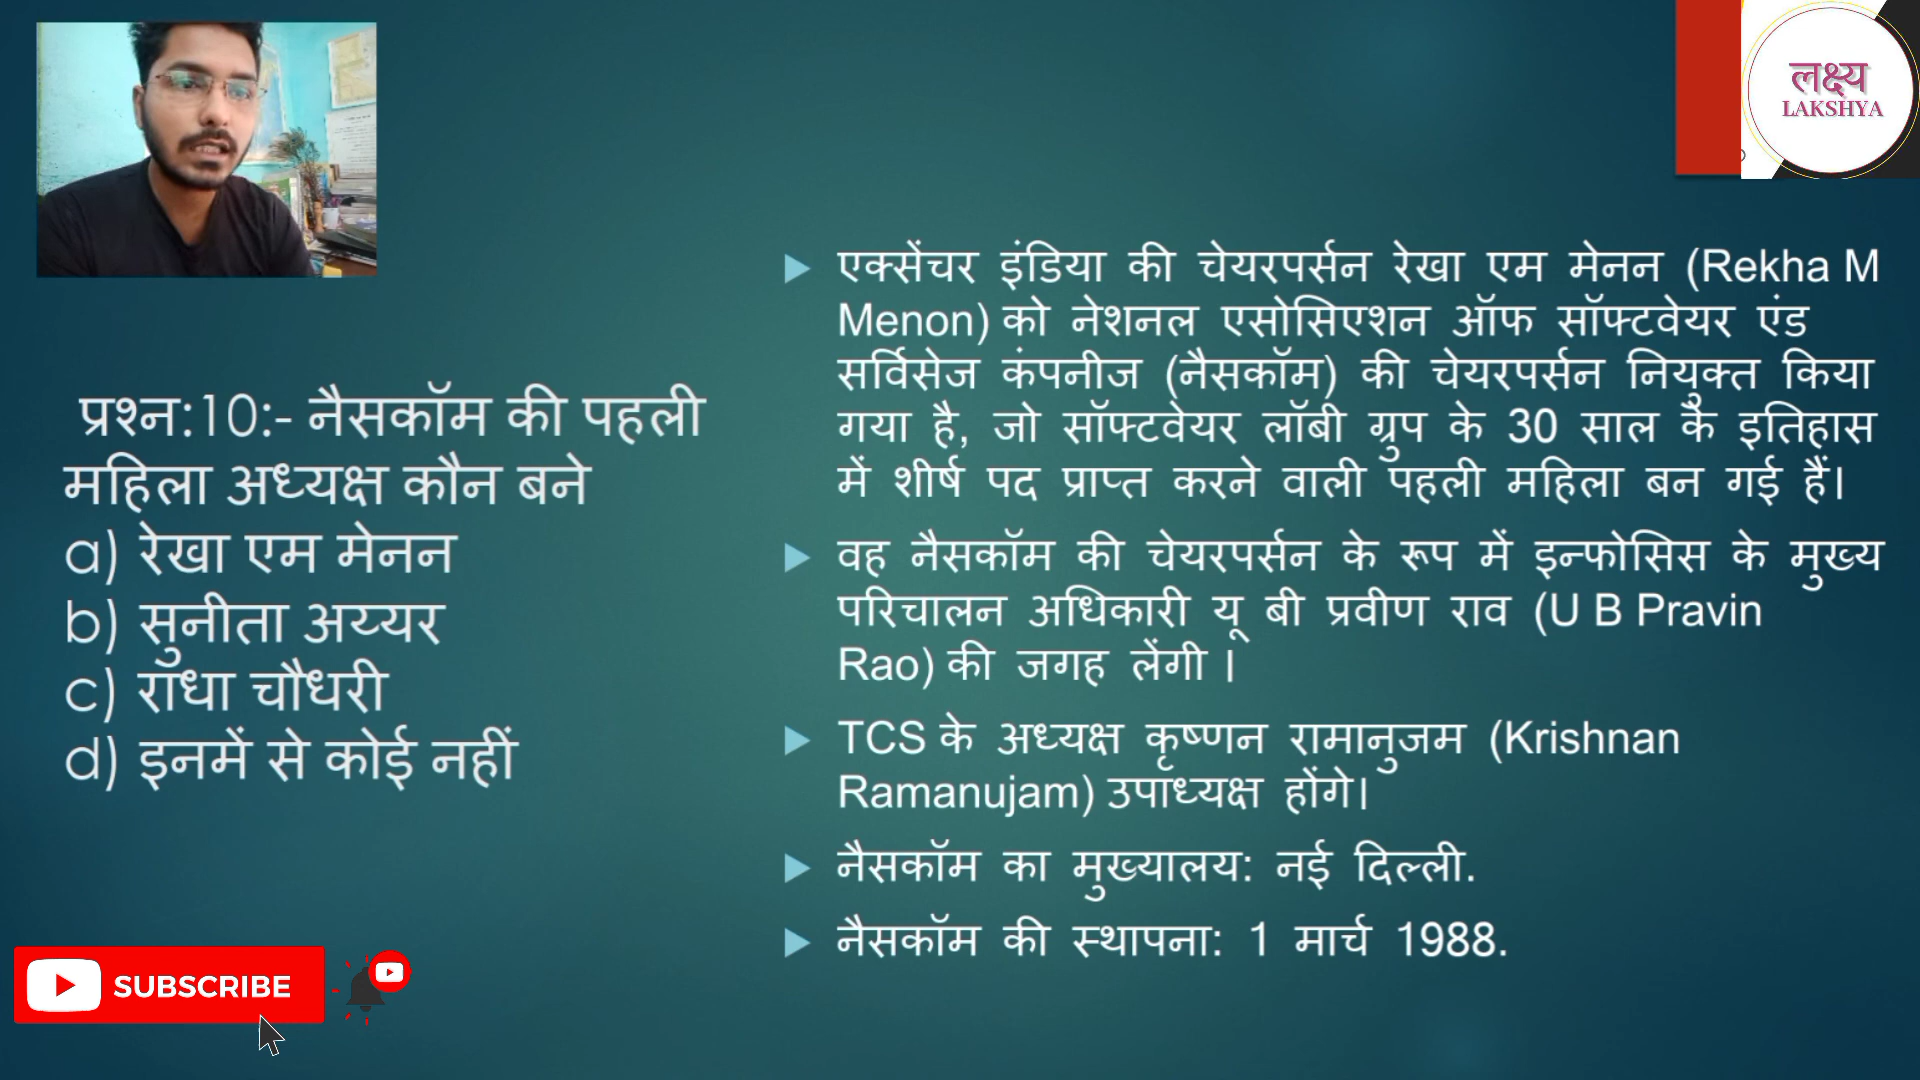 लक्ष्य
LAKSHYA
प्रश्न:10:- नैसकॉम की पहली
महिला अध्यक्ष कौन बने
a) रेखा एम मेनन
b) सुनीता अय्यर
c) राधा चौधरी
d) इनमें से कोई नहीं
एक्सेंचर इंडिया की चेयरपर्सन रेखा एम मेनन (Rekha M
Menon) को नेशनल एसोसिएशन ऑफ सॉफ्टवेयर एंड
सर्विसेज कंपनीज (नैसकॉम) की चेयरपर्सन नियुक्त किया
गया है, जो सॉफ्टवेयर लॉबी ग्रुप के 30 साल के इतिहास
में शीर्ष पद प्राप्त करने वाली पहली महिला बन गई हैं।
वह नैसकॉम की चेयरपर्सन के रूप में इन्फोसिस के मुख्य
परिचालन अधिकारी यू बी प्रवीण राव (U B Pravin
Rao) की जगह लेंगी ।
TCS के अध्यक्ष कृष्णन रामानुजम (Krishnan
Ramanujam) उपाध्यक्ष होंगे।
नैसकॉम का मुख्यालय: नई दिल्ली.
नैसकॉम की स्थापना: 1 मार्च 1988.
SUBSCRIBE